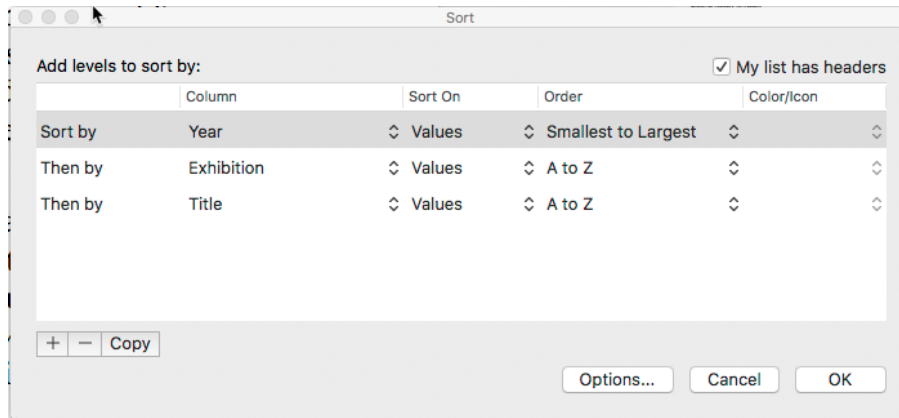 Sort
Add levels to sort by: My list has headers
Column Sort On Order Color/Icon
Sort by Year Values Smallest to Largest
Then by Exhibition Values A to Z
Then by Title Values A to Z
+ − Copy
Options... Cancel OK